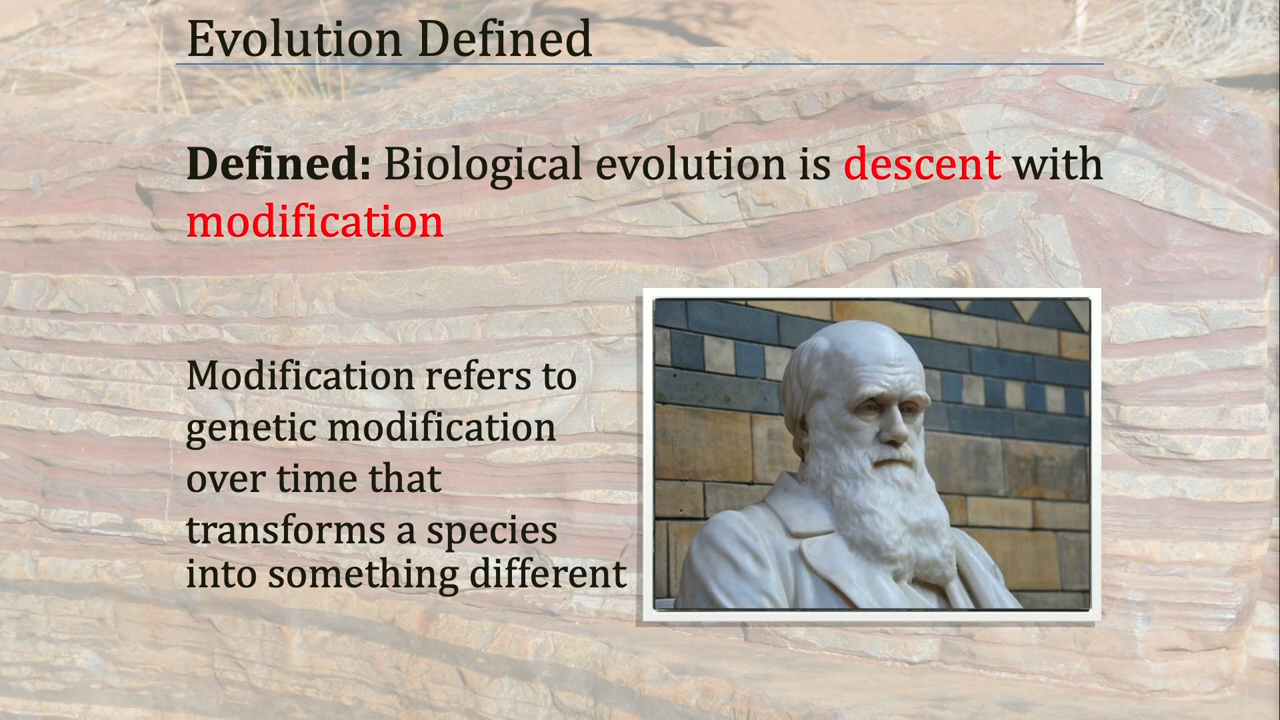 Evolution Defined
Defined: Biological evolution is descent with
modification
Modification refers to
genetic modification
over time that
transforms a species
into something different